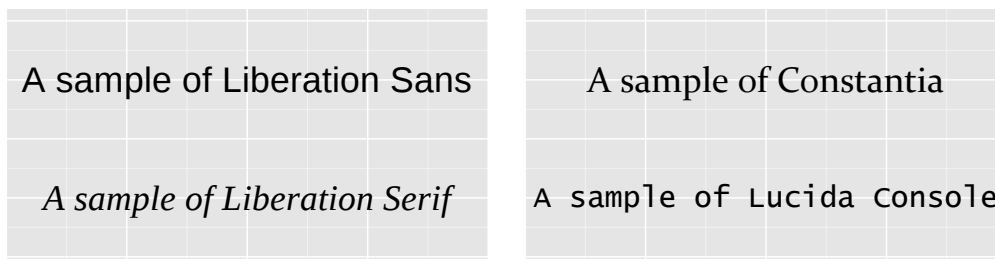 A sample of Liberation Sans
A sample of Liberation Serif
A sample of Constantia
A sample of Lucida Console